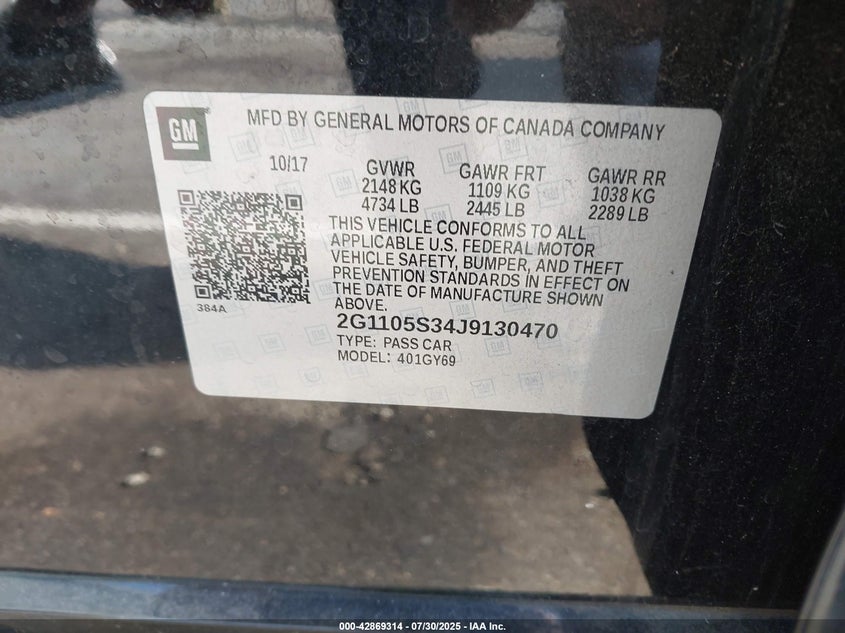 GM
MFD BY GENERAL MOTORS OF CANADA COMPANY
10/17
GVWR GAWR FRT GAWR RR
2148 KG 1109 KG 1038 KG
4734 LB 2445 LB 2289 LB
THIS VEHICLE CONFORMS TO ALL
APPLICABLE U.S. FEDERAL MOTOR
VEHICLE SAFETY, BUMPER, AND THEFT
PREVENTION STANDARDS IN EFFECT ON
THE DATE OF MANUFACTURE SHOWN
ABOVE.
384A
2G1105S34J9130470
TYPE: PASS CAR
MODEL: 401GY69
000-42869314 - 07/30/2025 - IAA Inc.